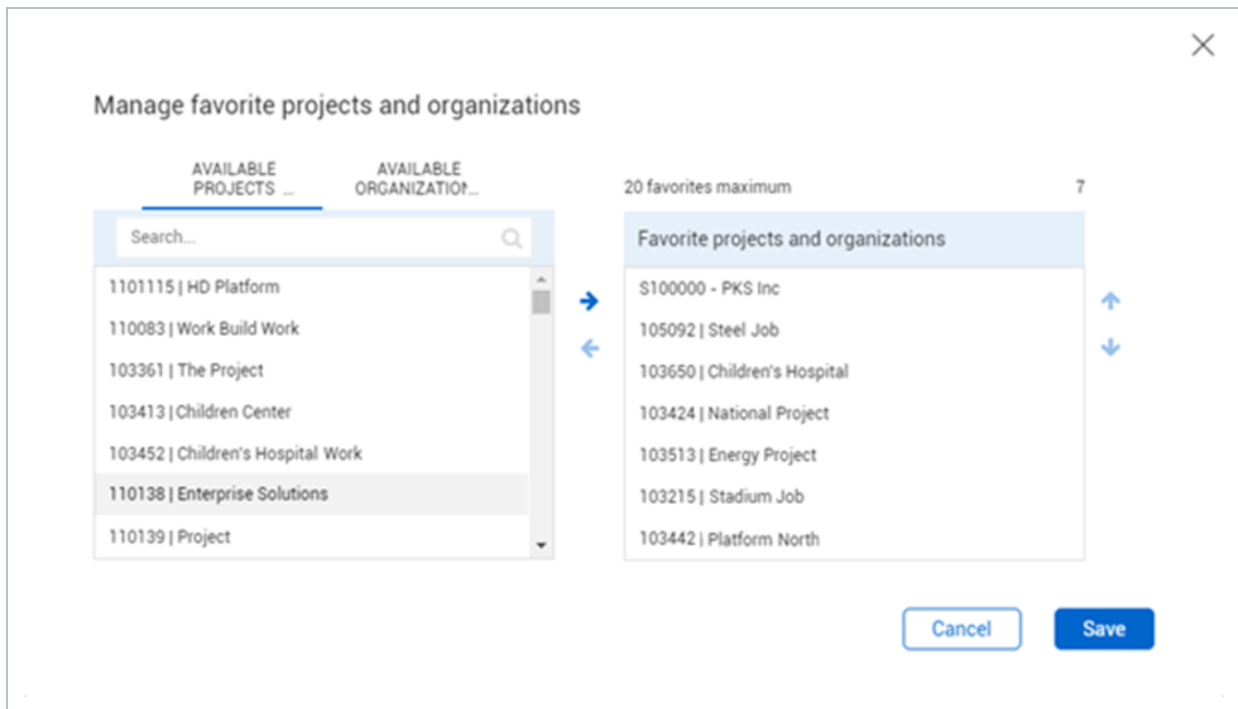 Manage favorite projects and organizations
AVAILABLE
PROJECTS ...
AVAILABLE
ORGANIZATION...
20 favorites maximum 7
Search...
Favorite projects and organizations
1101115 | HD Platform
110083 | Work Build Work
103361 | The Project
103413 | Children Center
103452 | Children's Hospital Work
110138 | Enterprise Solutions
110139 | Project
S100000 - PKS Inc
105092 | Steel Job
103650 | Children's Hospital
103424 | National Project
103513 | Energy Project
103215 | Stadium Job
103442 | Platform North
Cancel
Save